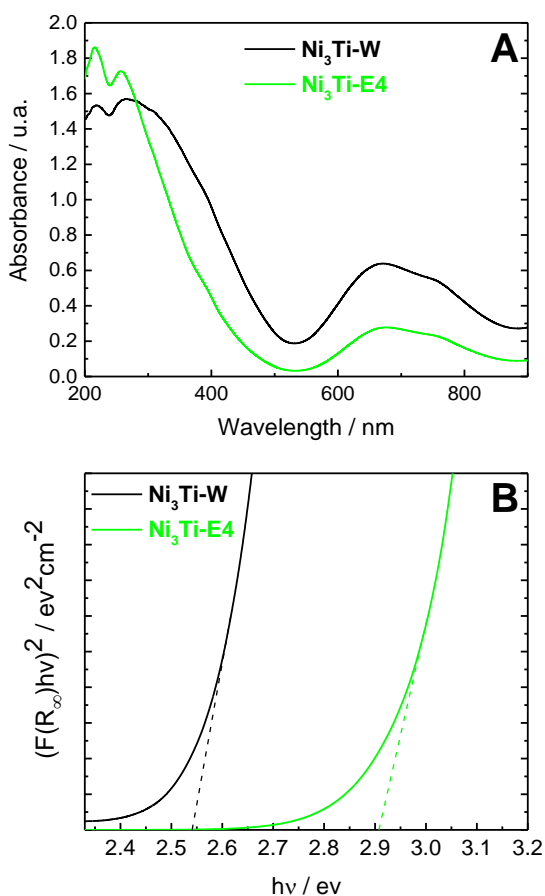 A
Ni₃Ti-W
Ni₃Ti-E4
2.0
1.8
1.6
1.4
1.2
1.0
0.8
0.6
0.4
0.2
0.0
Absorbance / u.a.
200 400 600 800
Wavelength / nm
B
Ni₃Ti-W
Ni₃Ti-E4
(F(R∞)hν)² / ev²cm⁻²
2.4 2.5 2.6 2.7 2.8 2.9 3.0 3.1 3.2
hν / ev